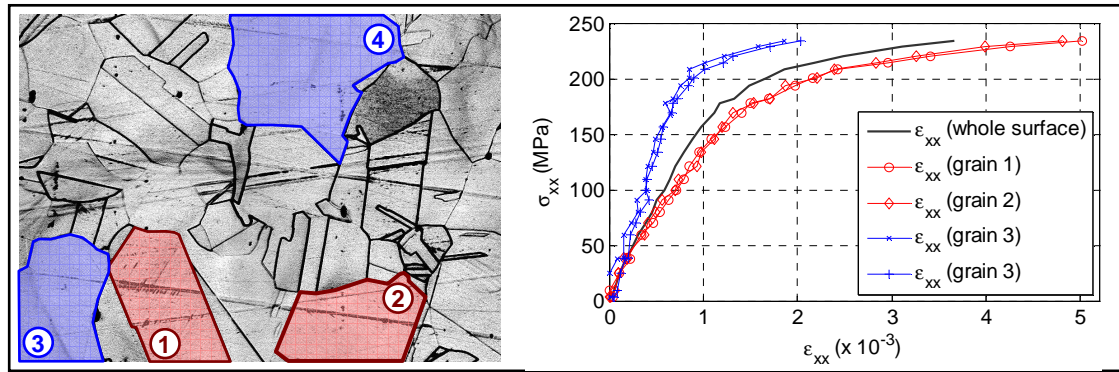 4
2
3
1
250
200
150
100
50
0
σxx (MPa)
εxx (whole surface)
εxx (grain 1)
εxx (grain 2)
εxx (grain 3)
εxx (grain 3)
0 1 2 3 4 5
εxx (x 10⁻³)